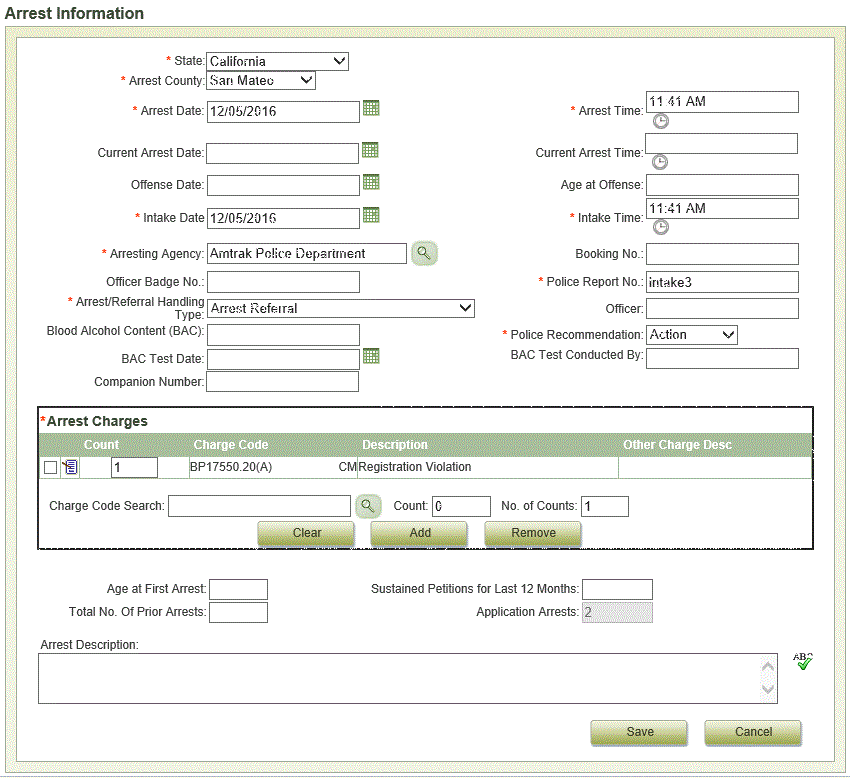 Arrest Information
* State: California
* Arrest County: San Mateo
* Arrest Date: 12/05/2016 * Arrest Time: 11:41 AM
Current Arrest Date: Current Arrest Time:
Offense Date: Age at Offense:
* Intake Date 12/05/2016 * Intake Time: 11:41 AM
* Arresting Agency: Amtrak Police Department Booking No.:
Officer Badge No.: * Police Report No.: intake3
* Arrest/Referral Handling
Type: Arrest Referral Officer:
Blood Alcohol Content (BAC): * Police Recommendation: Action
BAC Test Date: BAC Test Conducted By:
Companion Number:
*Arrest Charges
Count Charge Code Description Other Charge Desc
1 BP17550.20(A) CM Registration Violation
Charge Code Search: Count: 0 No. of Counts: 1
Clear Add Remove
Age at First Arrest: Sustained Petitions for Last 12 Months:
Total No. Of Prior Arrests: Application Arrests: 2
Arrest Description:
ABC
Save Cancel